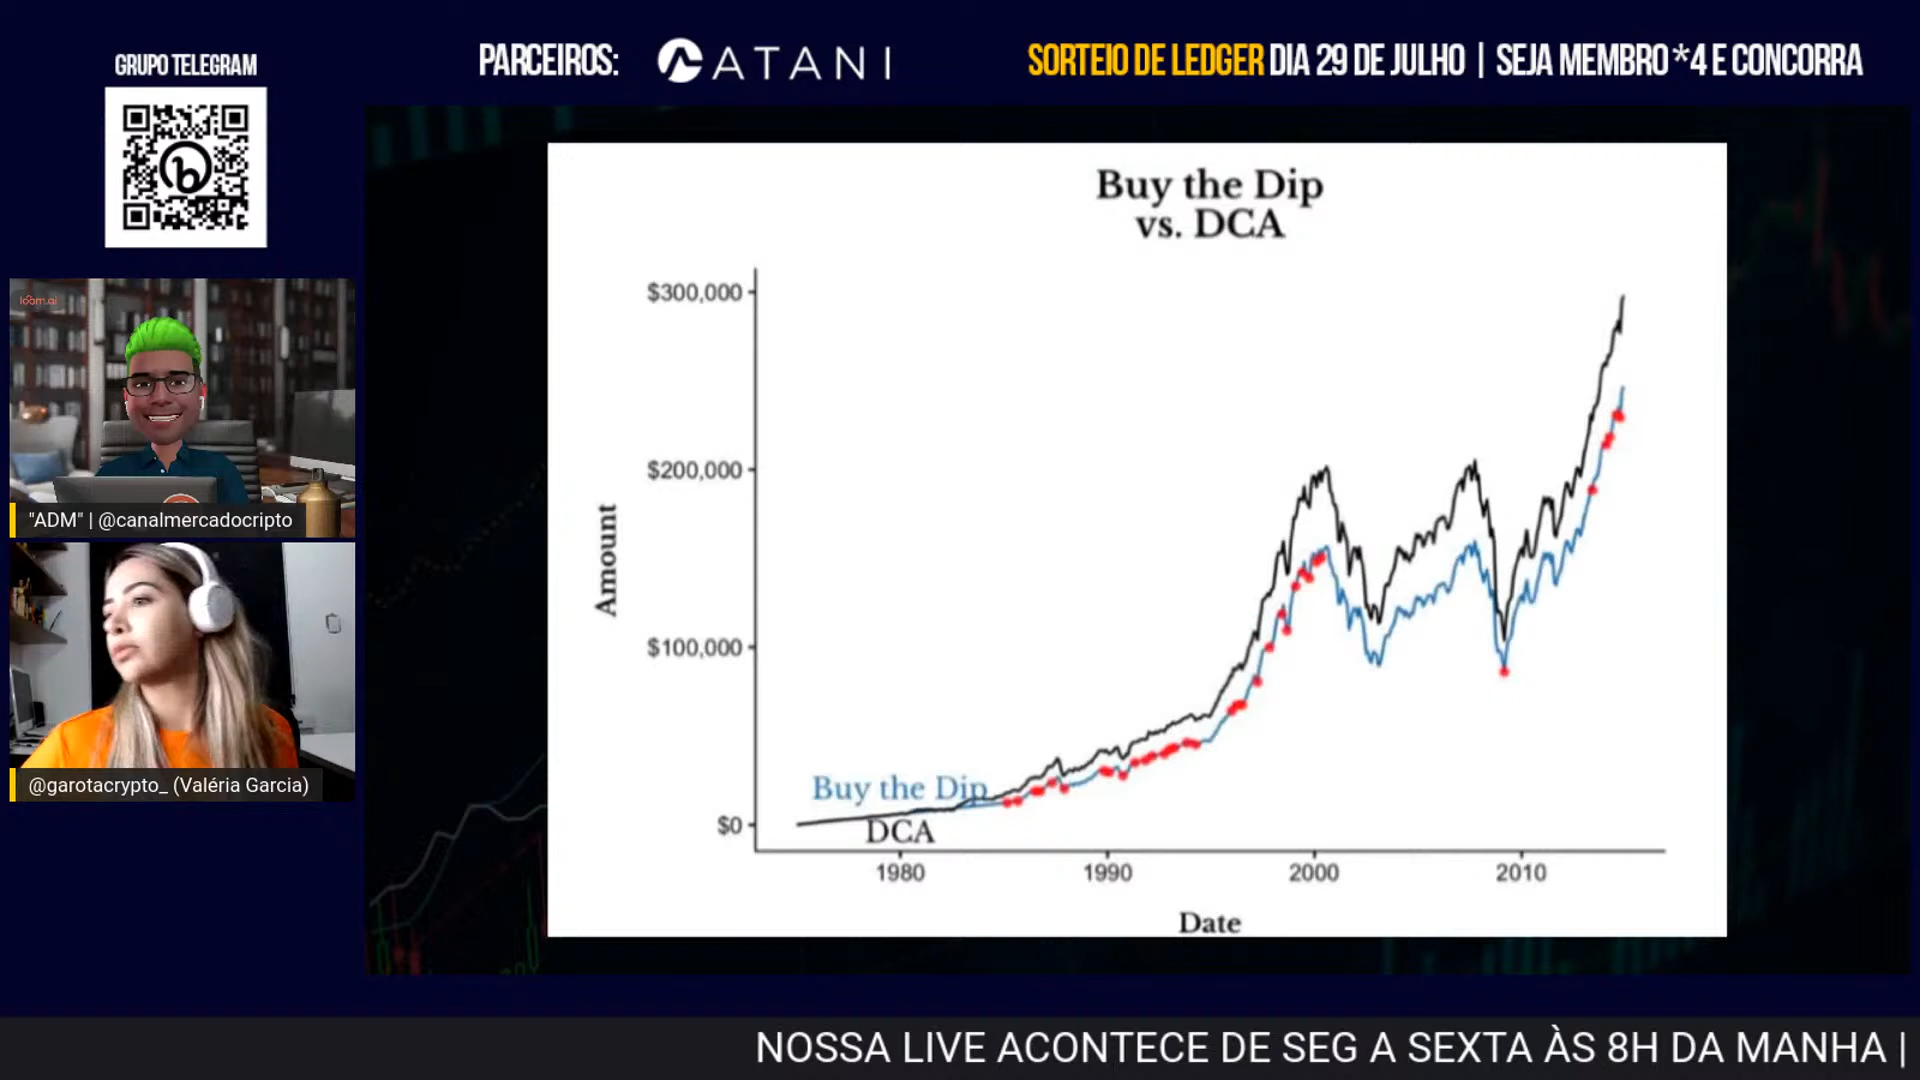 GRUPO TELEGRAM
PARCEIROS: ATANI
SORTEIO DE LEDGER DIA 29 DE JULHO | SEJA MEMBRO *4 E CONCORRA
loom.ai
"ADM" | @canalmercadocripto
@garotacrypto_ (Valéria Garcia)
Buy the Dip
vs. DCA
Amount
$300,000
$200,000
$100,000
$0
Buy the Dip
DCA
1980
1990
2000
2010
Date
NOSSA LIVE ACONTECE DE SEG A SEXTA ÀS 8H DA MANHA |